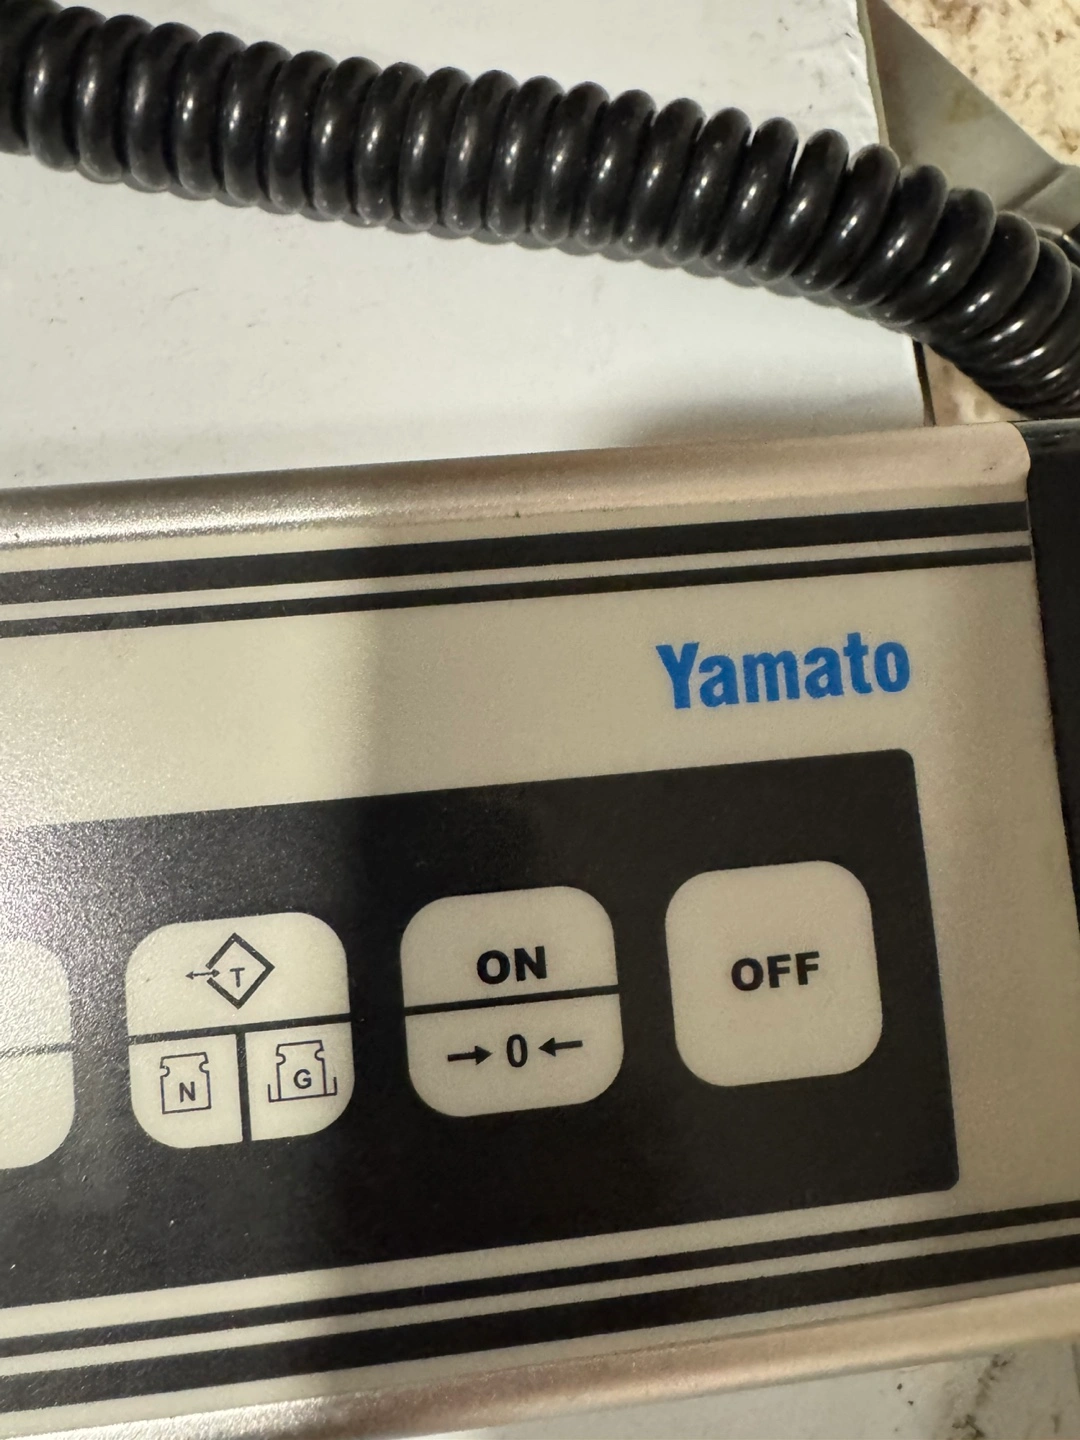 Yamato
T
N G
ON
→0←
OFF